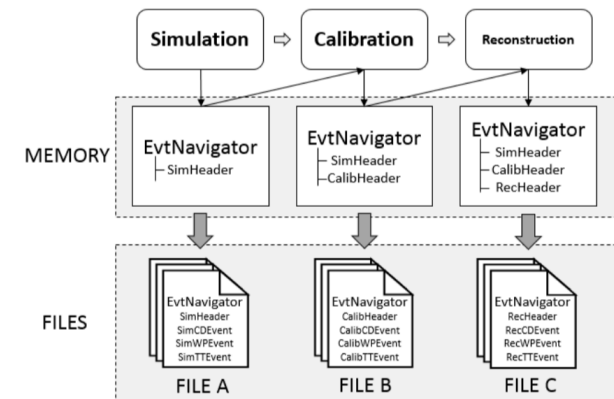 Simulation
Calibration
Reconstruction
MEMORY
EvtNavigator
SimHeader
EvtNavigator
SimHeader
CalibHeader
EvtNavigator
SimHeader
CalibHeader
RecHeader
FILES
EvtNavigator
SimHeader
SimCDEvent
SimWPEvent
SimTTEvent
FILE A
EvtNavigator
CalibHeader
CalibCDEvent
CalibWPEvent
CalibTTEvent
FILE B
EvtNavigator
RecHeader
RecCDEvent
RecWPEvent
RecTTEvent
FILE C